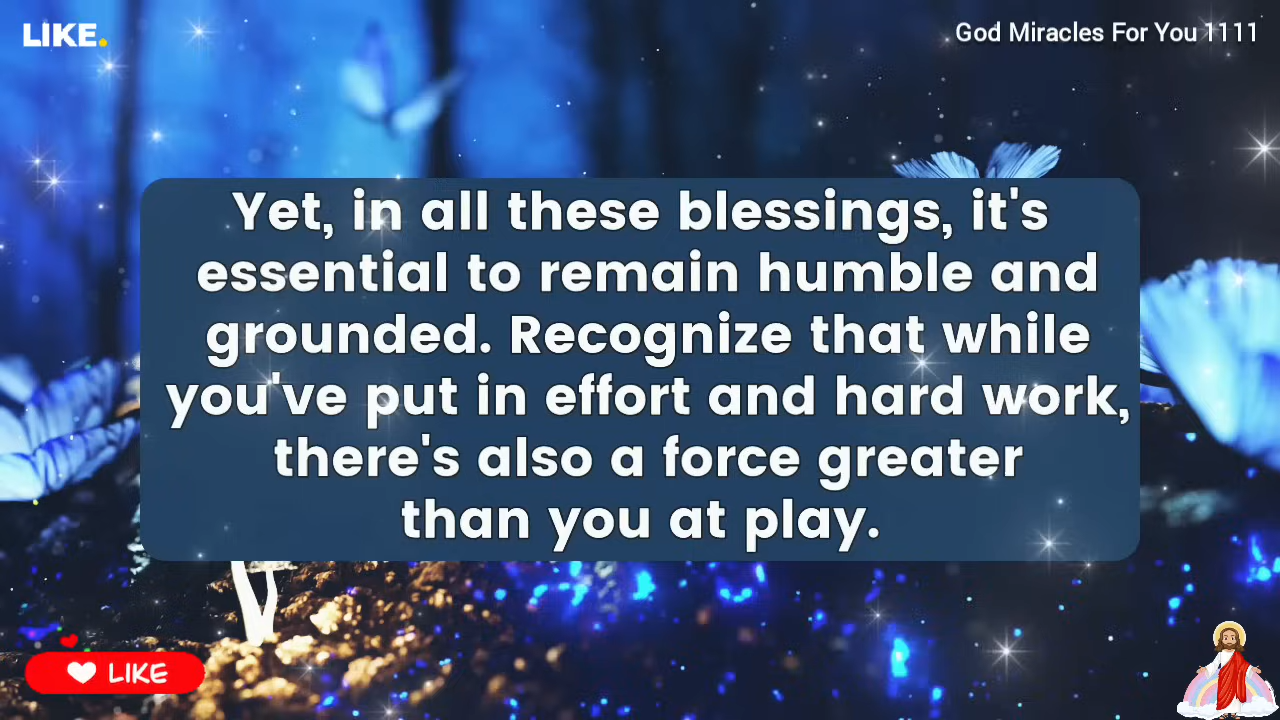 LIKE.
God Miracles For You 1111
Yet, in all these blessings, it's
essential to remain humble and
grounded. Recognize that while
you've put in effort and hard work,
there's also a force greater
than you at play.
LIKE